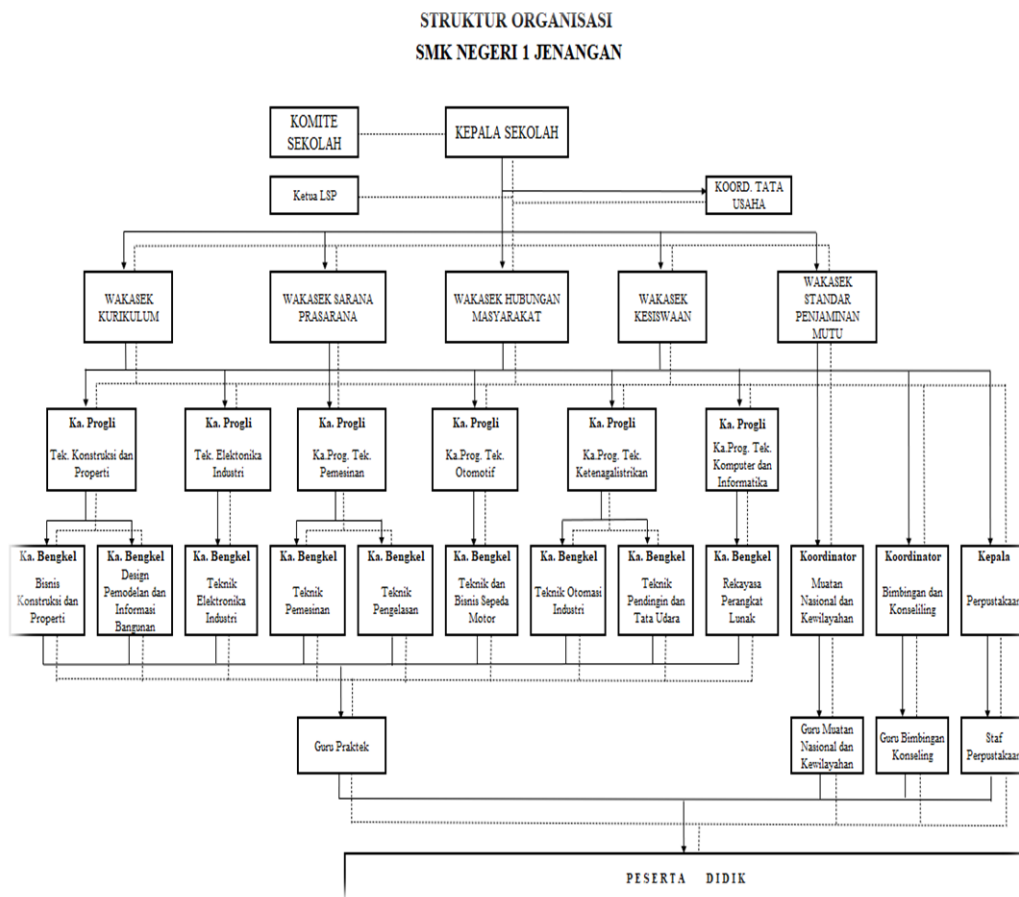 STRUKTUR ORGANISASI
SMK NEGERI 1 JENANGAN
KOMITE
SEKOLAH
KEPALA SEKOLAH
Ketua LSP
KOORD. TATA
USAHA
WAKASEK
KURIKULUM
WAKASEK SARANA
PRASARANA
WAKASEK HUBUNGAN
MASYARAKAT
WAKASEK
KESISWAAN
WAKASEK
STANDAR
PENJAMINAN
MUTU
Ka. Progli
Tek. Konstruksi dan
Properti
Ka. Progli
Tek. Elektonika
Industri
Ka. Progli
Ka.Prog. Tek.
Pemesinan
Ka. Progli
Ka.Prog. Tek.
Otomotif
Ka. Progli
Ka.Prog. Tek.
Ketenagalistrikan
Ka. Progli
Ka.Prog. Tek.
Komputer dan
Informatika
Ka. Bengkel
Bisnis
Konstruksi dan
Properti
Ka. Bengkel
Design
Pemodelan dan
Informasi
Bangunan
Ka. Bengkel
Teknik
Elektronika
Industri
Ka. Bengkel
Teknik
Pemesinan
Ka. Bengkel
Teknik
Pengelasan
Ka. Bengkel
Teknik dan
Bisnis Sepeda
Motor
Ka. Bengkel
Teknik Otomasi
Industri
Ka. Bengkel
Teknik
Pendingin dan
Tata Udara
Ka. Bengkel
Rekayasa
Perangkat
Lunak
Koordinator
Muatan
Nasional dan
Kewilayahan
Koordinator
Bimbingan dan
Konseliling
Kepala
Perpustakaan
Guru Praktek
Guru Muatan
Nasional dan
Kewilayahan
Guru Bimbingan
Konseling
Staf
Perpustakaan
PESERTA DIDIK